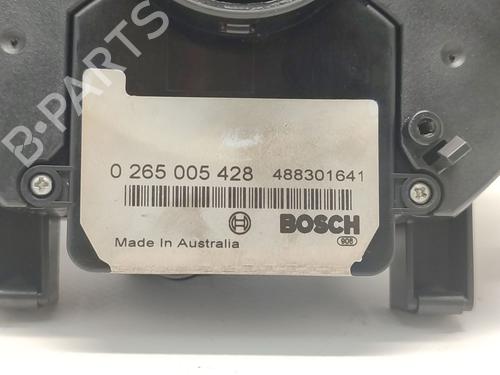 B-PARTS
0 265 005 428 488301641
BOSCH
908
Made In Australia